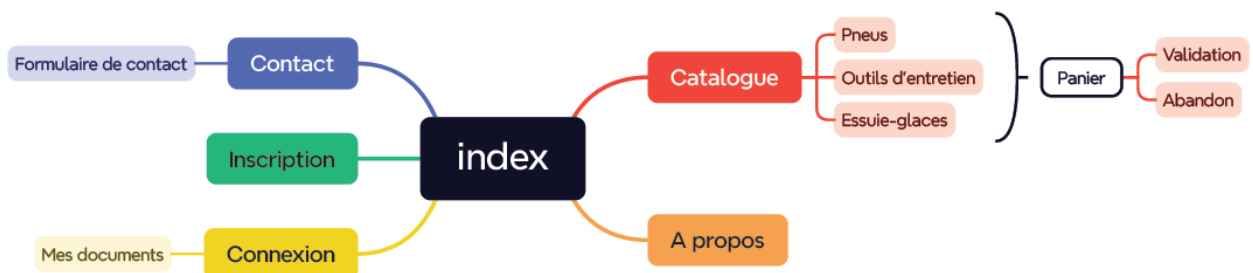 Formulaire de contact
Contact
Inscription
Mes documents
Connexion
index
Catalogue
Pneus
Outils d'entretien
Essuie-glaces
Panier
Validation
Abandon
A propos